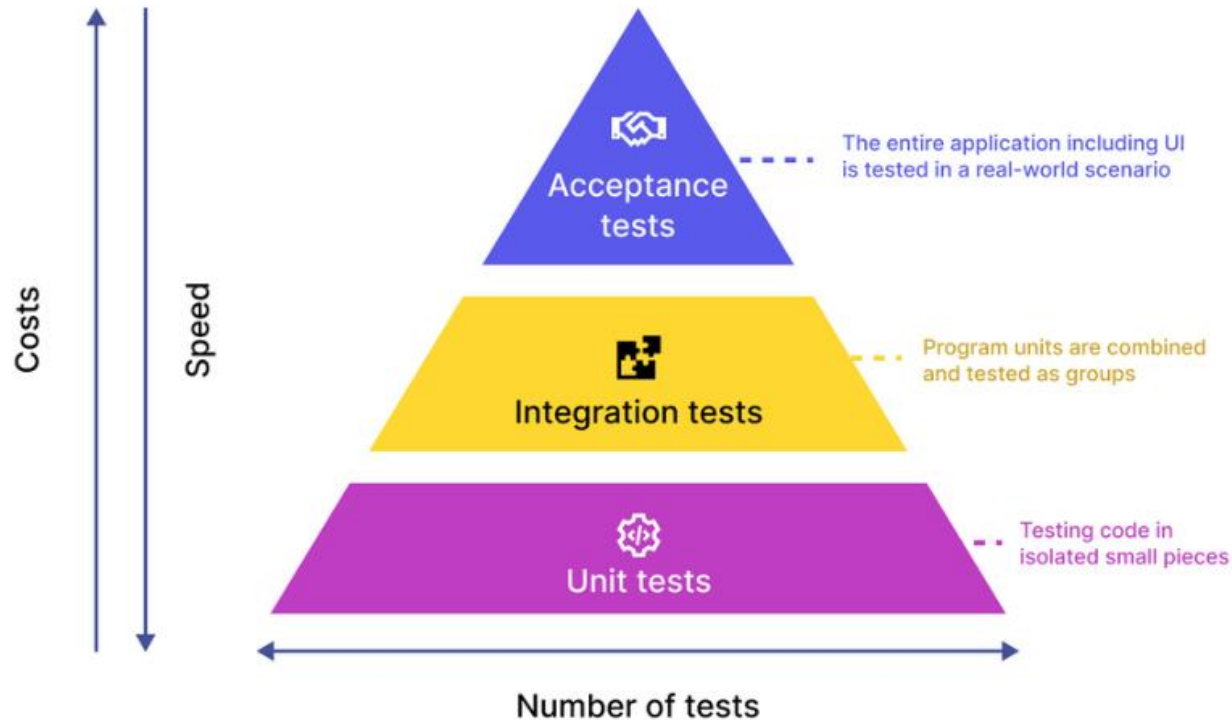 The entire application including UI
is tested in a real-world scenario
Acceptance
tests
Costs
Speed
Program units are combined
and tested as groups
Integration tests
Testing code in
isolated small pieces
</>
Unit tests
Number of tests